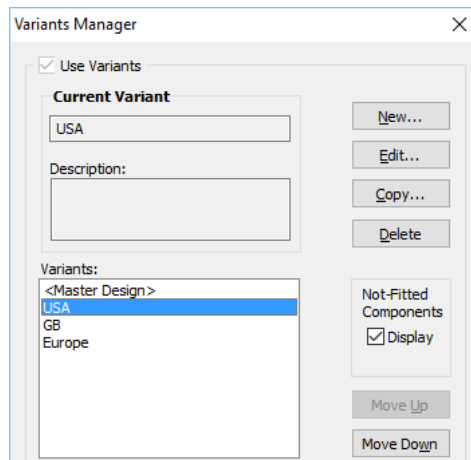 Variants Manager
Use Variants
Current Variant
USA
New...
Edit...
Description:
Copy...
Delete
Variants:
<Master Design>
USA
GB
Europe
Not-Fitted
Components
Display
Move Up
Move Down